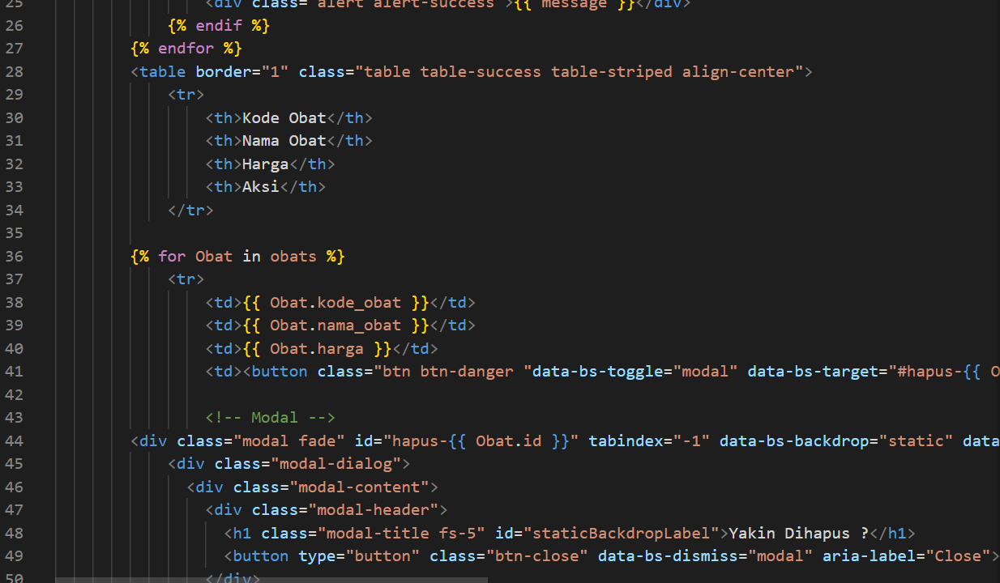 25 <div class="alert alert-success">{{ message }}</div>
26 {% endif %}
27 {% endfor %}
28 <table border="1" class="table table-success table-striped align-center">
29 <tr>
30 <th>Kode Obat</th>
31 <th>Nama Obat</th>
32 <th>Harga</th>
33 <th>Aksi</th>
34 </tr>
35
36 {% for Obat in obats %}
37 <tr>
38 <td>{{ Obat.kode_obat }}</td>
39 <td>{{ Obat.nama_obat }}</td>
40 <td>{{ Obat.harga }}</td>
41 <td><button class="btn btn-danger "data-bs-toggle="modal" data-bs-target="#hapus-{{ O
42
43 <!-- Modal -->
44 <div class="modal fade" id="hapus-{{ Obat.id }}" tabindex="-1" data-bs-backdrop="static" data
45 <div class="modal-dialog">
46 <div class="modal-content">
47 <div class="modal-header">
48 <h1 class="modal-title fs-5" id="staticBackdropLabel">Yakin Dihapus ?</h1>
49 <button type="button" class="btn-close" data-bs-dismiss="modal" aria-label="Close">
50 </div>